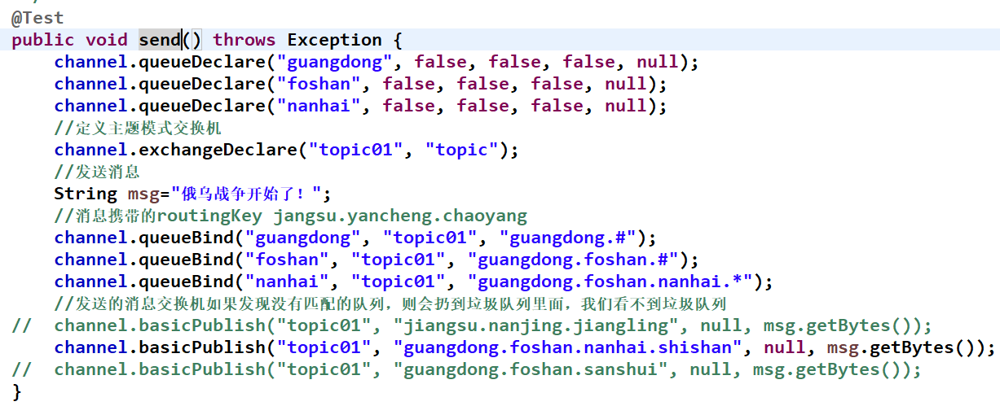 @Test
public void send() throws Exception {
    channel.queueDeclare("guangdong", false, false, false, null);
    channel.queueDeclare("foshan", false, false, false, null);
    channel.queueDeclare("nanhai", false, false, false, null);
    //定义主题模式交换机
    channel.exchangeDeclare("topic01", "topic");
    //发送消息
    String msg="俄乌战争开始了！";
    //消息携带的routingKey jangsu.yancheng.chaoyang
    channel.queueBind("guangdong", "topic01", "guangdong.#");
    channel.queueBind("foshan", "topic01", "guangdong.foshan.#");
    channel.queueBind("nanhai", "topic01", "guangdong.foshan.nanhai.*");
    //发送的消息交换机如果发现没有匹配的队列，则会扔到垃圾队列里面，我们看不到垃圾队列
//  channel.basicPublish("topic01", "jiangsu.nanjing.jiangling", null, msg.getBytes());
    channel.basicPublish("topic01", "guangdong.foshan.nanhai.shishan", null, msg.getBytes());
//  channel.basicPublish("topic01", "guangdong.foshan.sanshui", null, msg.getBytes());
}